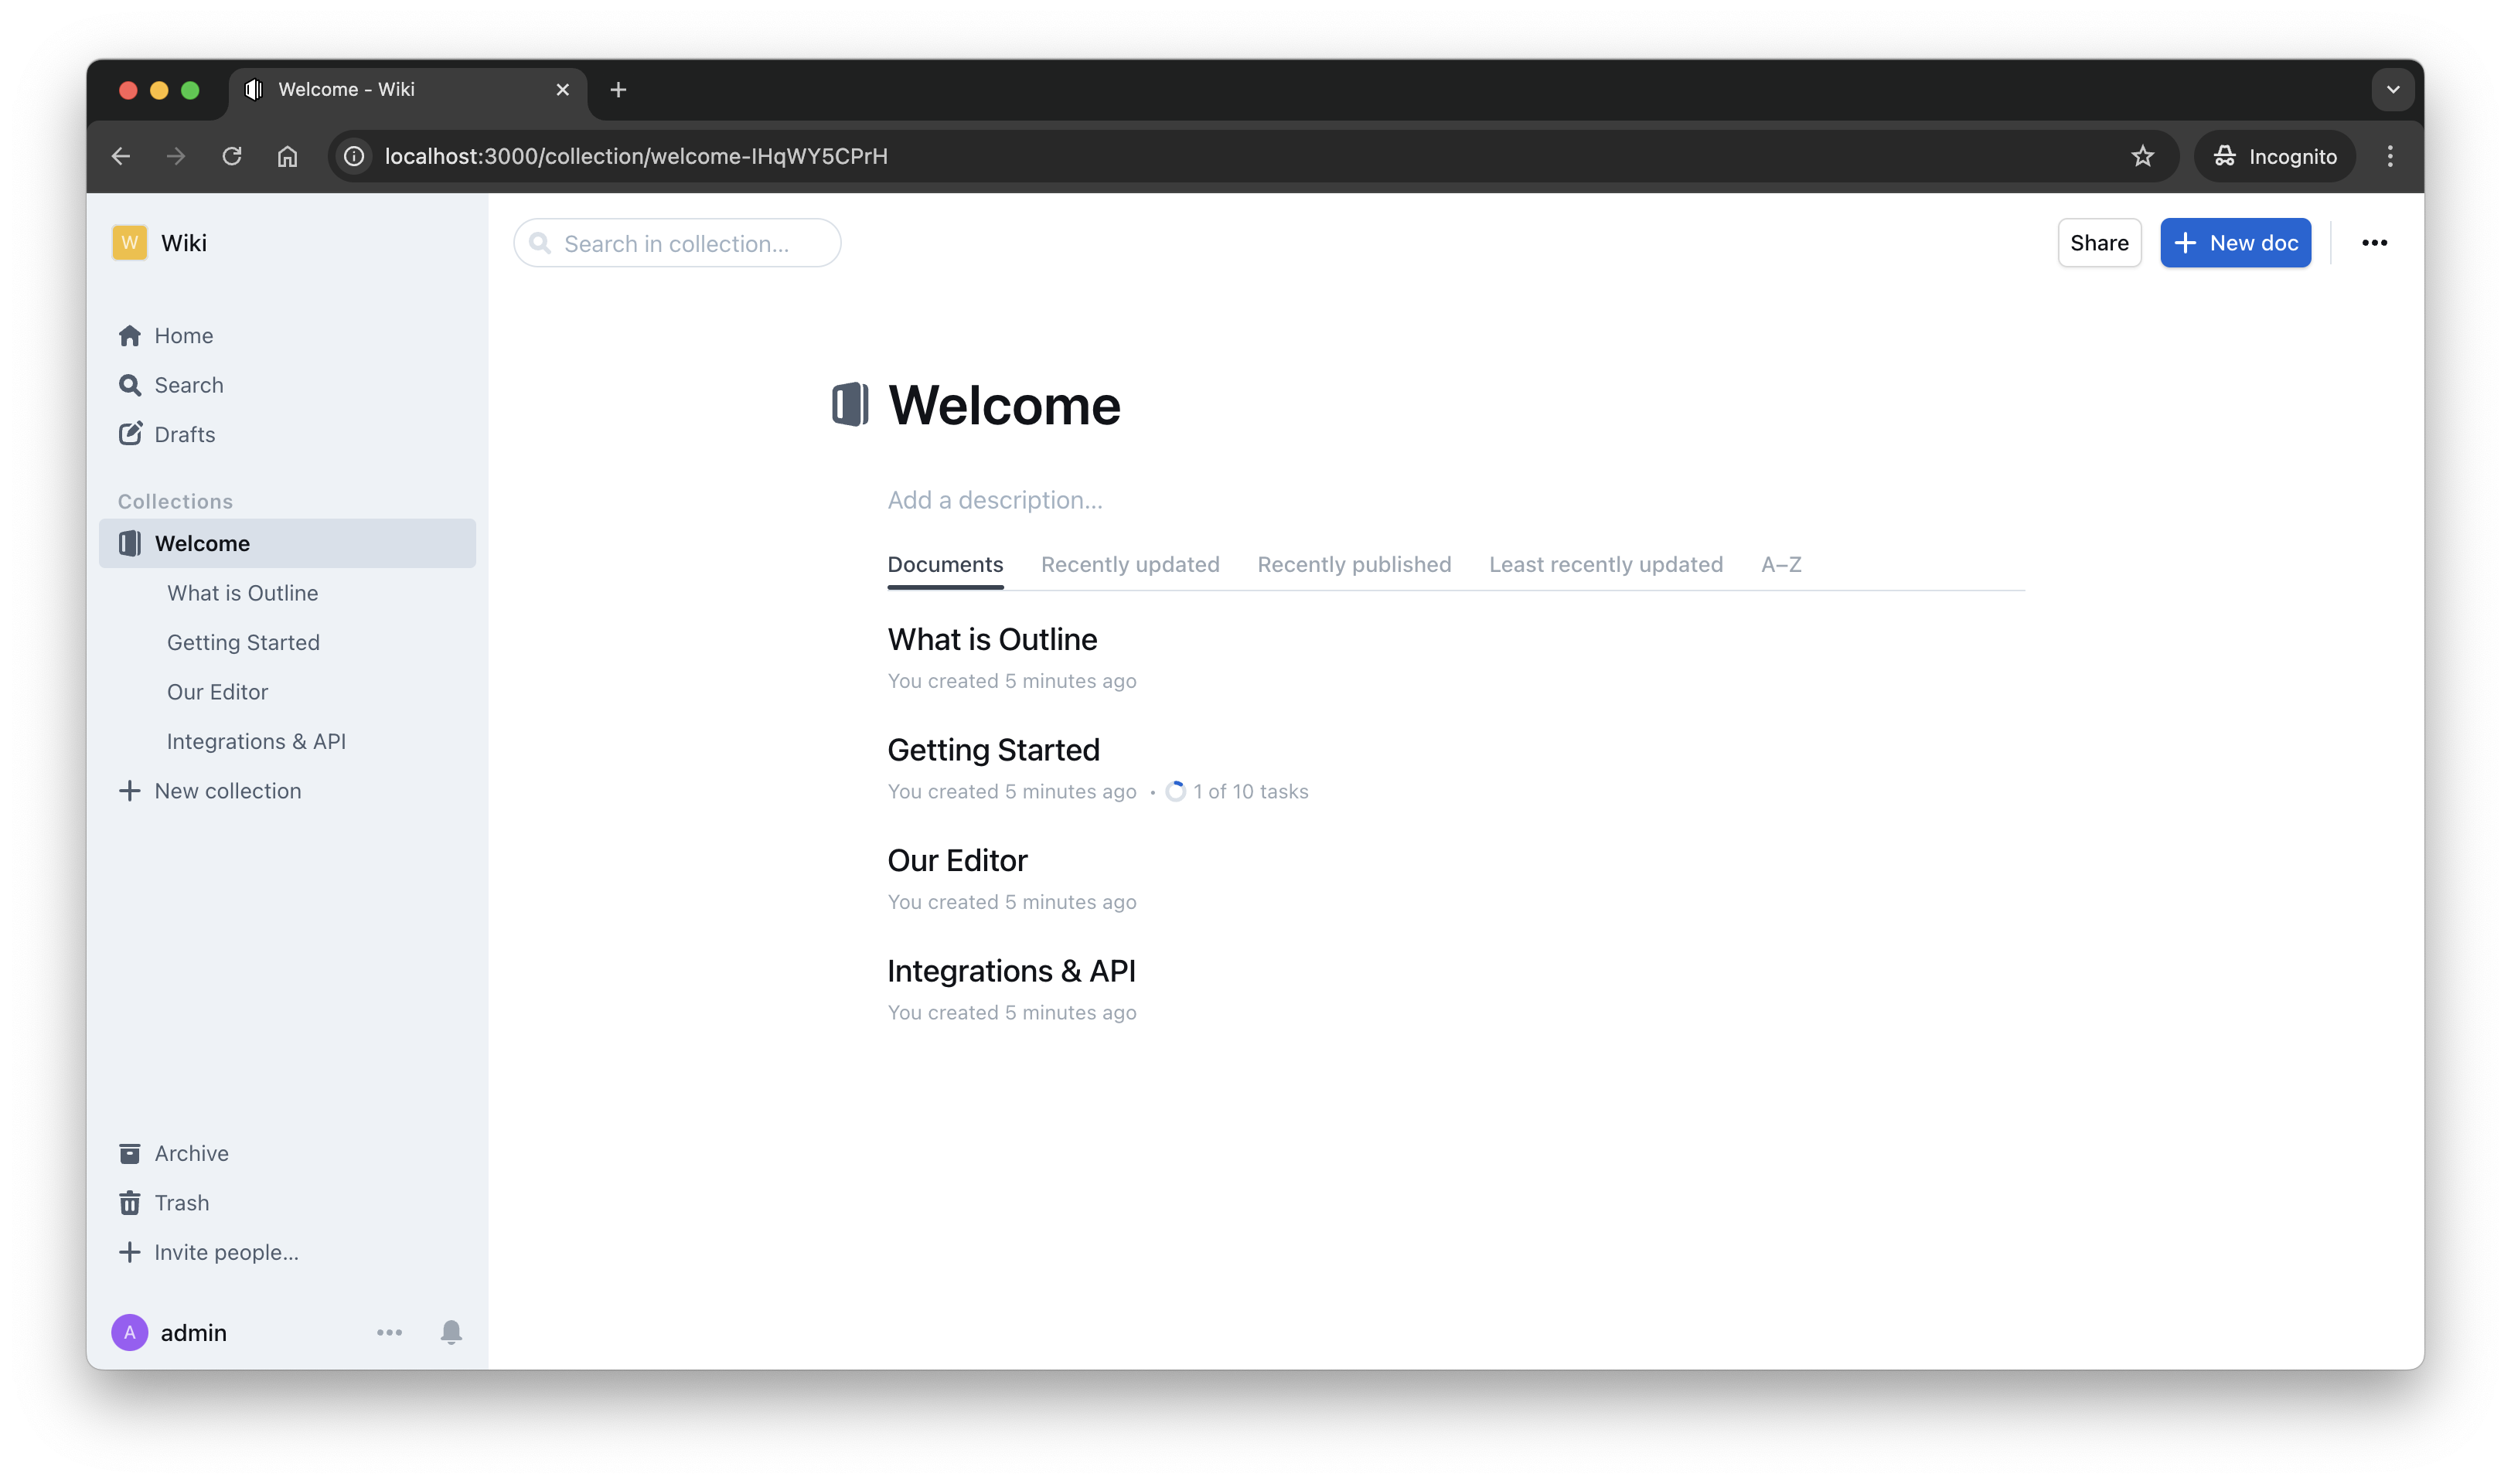 Welcome - Wiki
localhost:3000/collection/welcome-IHqWY5CPrH
Incognito
W Wiki
Search in collection...
Share
New doc
Home
Search
Drafts
Collections
Welcome
What is Outline
Getting Started
Our Editor
Integrations & API
New collection
Archive
Trash
Invite people...
A admin
Welcome
Add a description...
Documents Recently updated Recently published Least recently updated A–Z
What is Outline
You created 5 minutes ago
Getting Started
You created 5 minutes ago • 1 of 10 tasks
Our Editor
You created 5 minutes ago
Integrations & API
You created 5 minutes ago